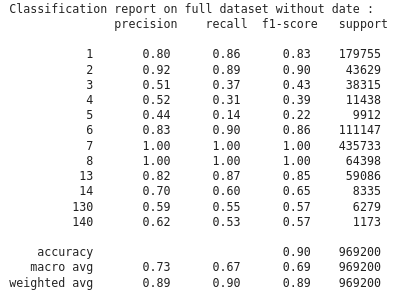 Classification report on full dataset without date :
precision recall f1-score support
1 0.80 0.86 0.83 179755
2 0.92 0.89 0.90 43629
3 0.51 0.37 0.43 38315
4 0.52 0.31 0.39 11438
5 0.44 0.14 0.22 9912
6 0.83 0.90 0.86 111147
7 1.00 1.00 1.00 435733
8 1.00 1.00 1.00 64398
13 0.82 0.87 0.85 59086
14 0.70 0.60 0.65 8335
130 0.59 0.55 0.57 6279
140 0.62 0.53 0.57 1173
accuracy 0.90 969200
macro avg 0.73 0.67 0.69 969200
weighted avg 0.89 0.90 0.89 969200